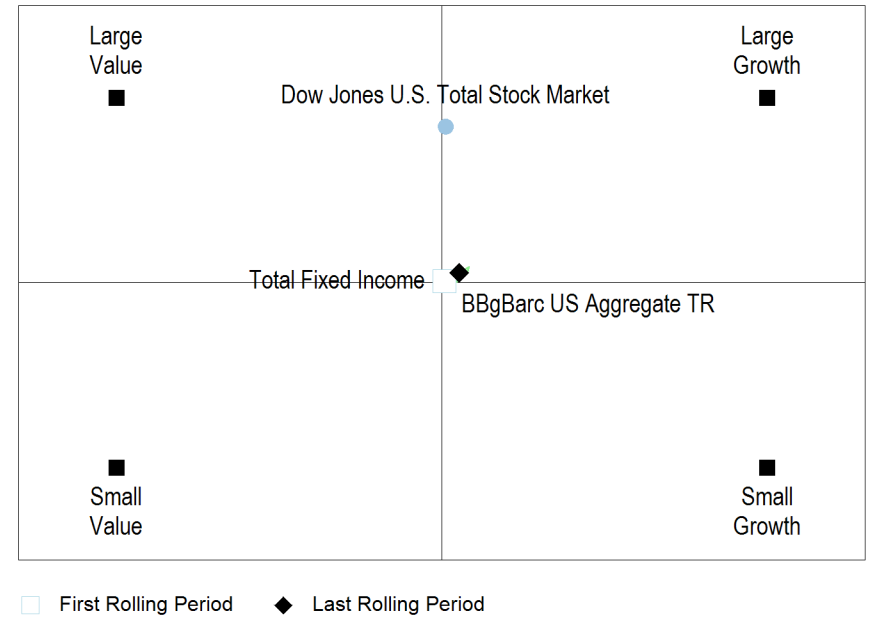 Large
Value
Large
Growth
Dow Jones U.S. Total Stock Market
Total Fixed Income
BBgBarc US Aggregate TR
Small
Value
Small
Growth
First Rolling Period
Last Rolling Period